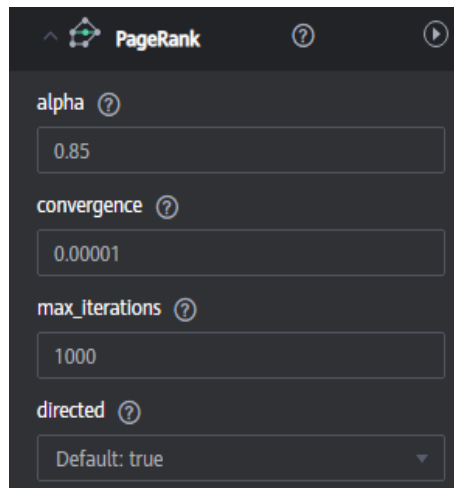 PageRank
alpha
0.85
convergence
0.00001
max_iterations
1000
directed
Default: true